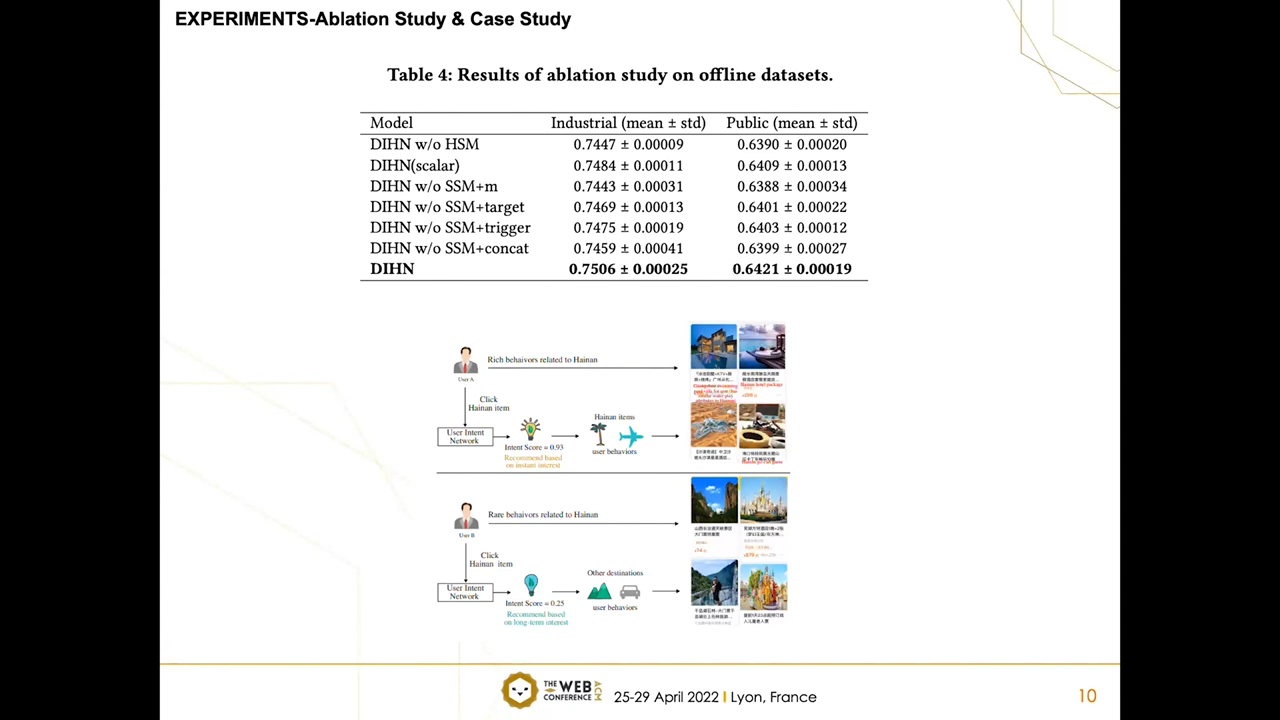 EXPERIMENTS-Ablation Study & Case Study
Table 4: Results of ablation study on offline datasets.
Model Industrial (mean ± std) Public (mean ± std)
DIHN w/o HSM 0.7447 ± 0.00009 0.6390 ± 0.00020
DIHN(scalar) 0.7484 ± 0.00011 0.6409 ± 0.00013
DIHN w/o SSM+m 0.7443 ± 0.00031 0.6388 ± 0.00034
DIHN w/o SSM+target 0.7469 ± 0.00013 0.6401 ± 0.00022
DIHN w/o SSM+trigger 0.7475 ± 0.00019 0.6403 ± 0.00012
DIHN w/o SSM+concat 0.7459 ± 0.00041 0.6399 ± 0.00027
DIHN 0.7506 ± 0.00025 0.6421 ± 0.00019
Rich behaivors related to Hainan
User A
Click
Hainan item
User Intent
Network
Intent Score = 0.93
Recommend based
on instant interest
Hainan items
user behaviors
Rare behaivors related to Hainan
User B
Click
Hainan item
User Intent
Network
Intent Score = 0.25
Recommend based
on long-term interest
Other destinations
user behaviors
THE WEB CONFERENCE ACM
25-29 April 2022 Lyon, France
10